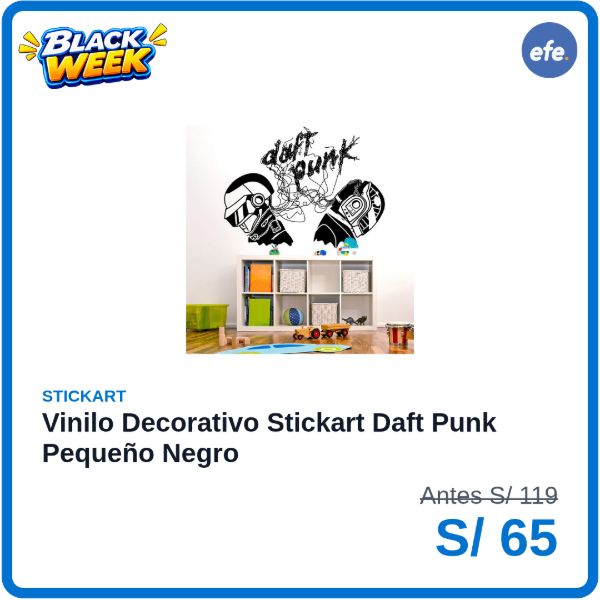 BLACK
WEEK
efe.
daft
punk
STICKART
Vinilo Decorativo Stickart Daft Punk
Pequeño Negro
Antes S/ 119
S/ 65